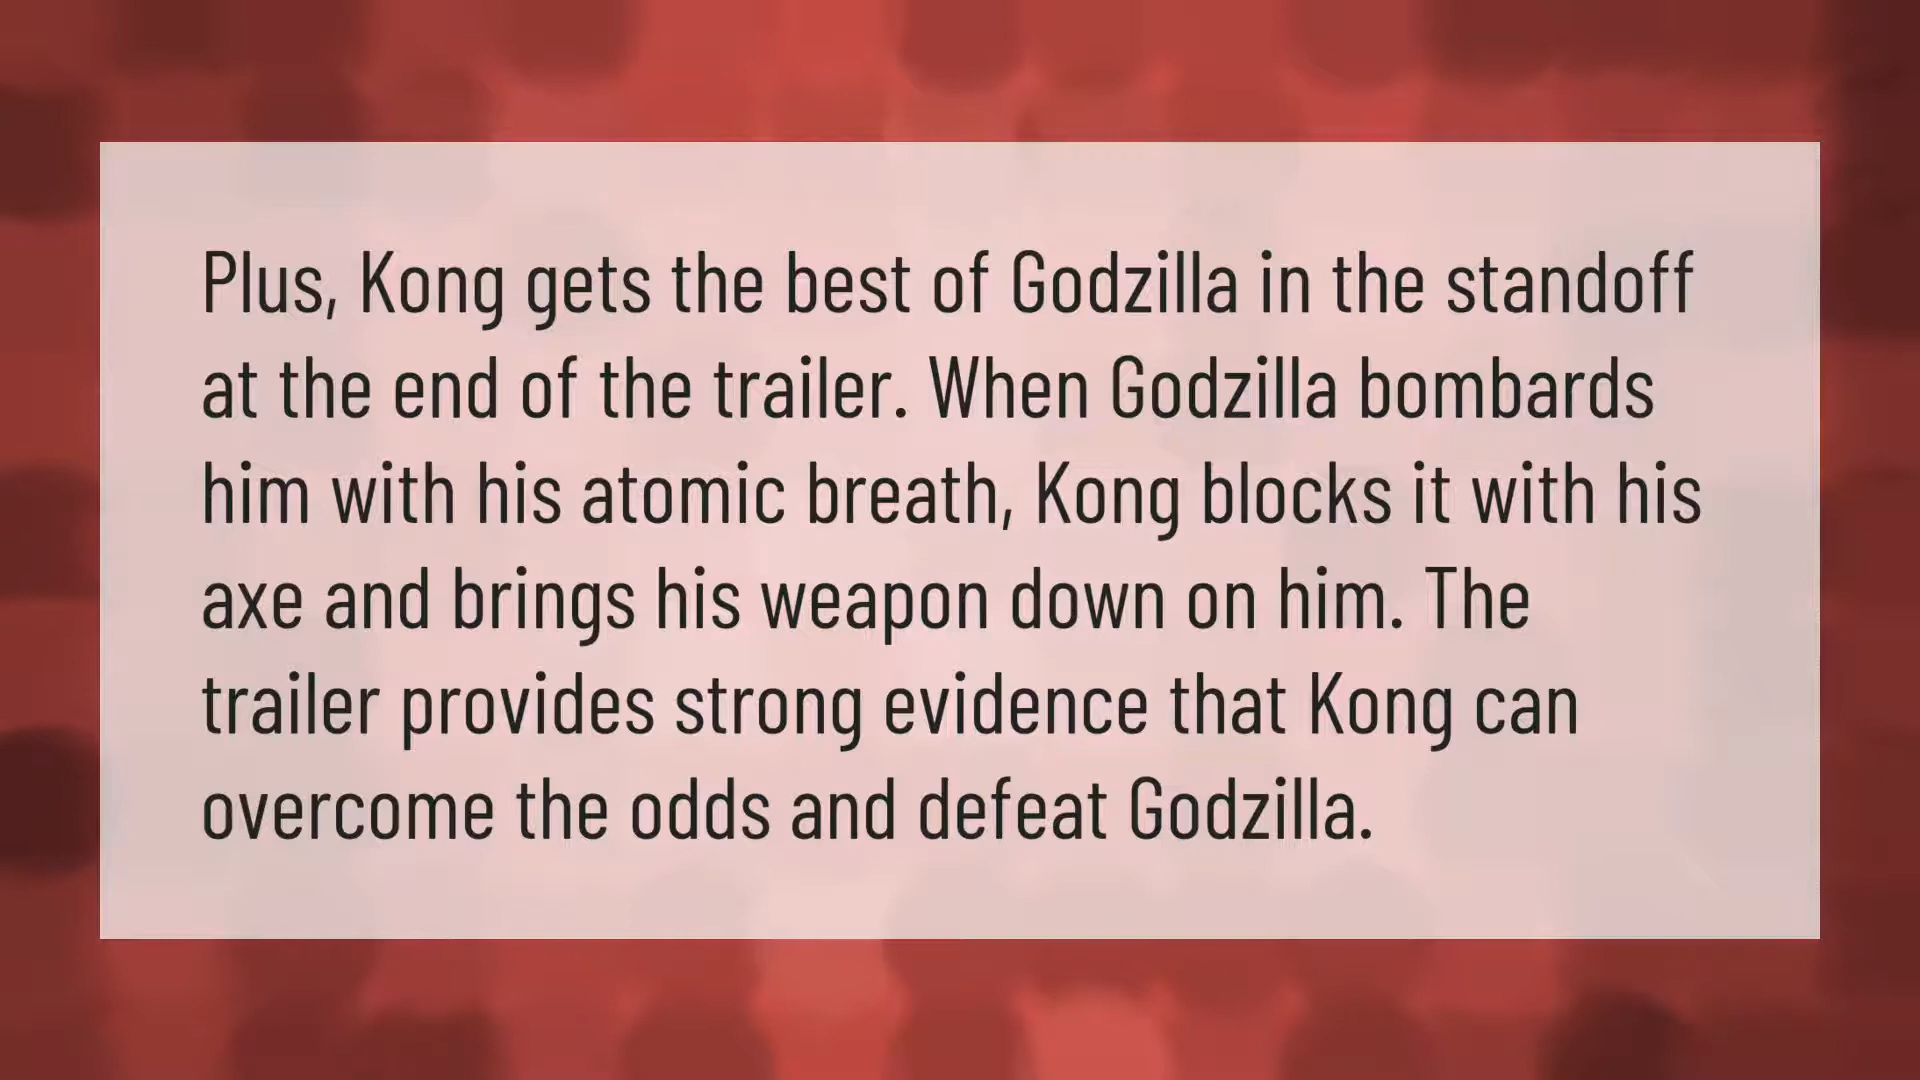 Plus, Kong gets the best of Godzilla in the standoff
at the end of the trailer. When Godzilla bombards
him with his atomic breath, Kong blocks it with his
axe and brings his weapon down on him. The
trailer provides strong evidence that Kong can
overcome the odds and defeat Godzilla.